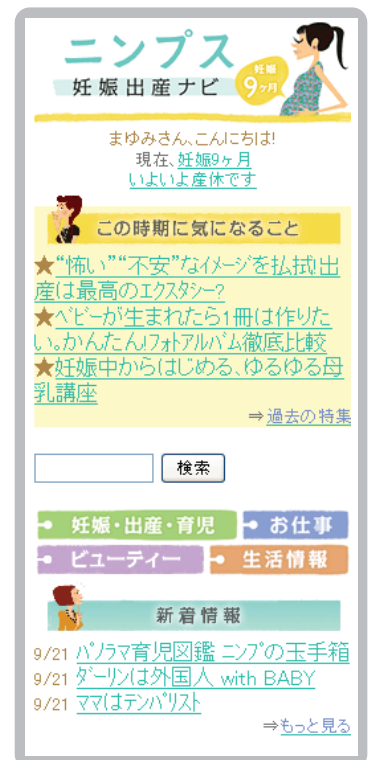 ニンプス
妊娠出産ナビ
妊娠
9ヶ月
まゆみさん、こんにちは!
現在、妊娠9ヶ月
いよいよ産休です
この時期に気になること
★“怖い”“不安”なイメージを払拭!出
産は最高のエクスタシー?
★ベビーが生まれたら1冊は作りた
い。かんたん!フォトアルバム徹底比較
★妊娠中からはじめる、ゆるゆる母
乳講座
⇒過去の特集
検索
妊娠・出産・育児
お仕事
ビューティー
生活情報
新着情報
9/21 パノラマ育児図鑑 ニンプの玉手箱
9/21 ダーリンは外国人 with BABY
9/21 ママはテンパリスト
⇒もっと見る